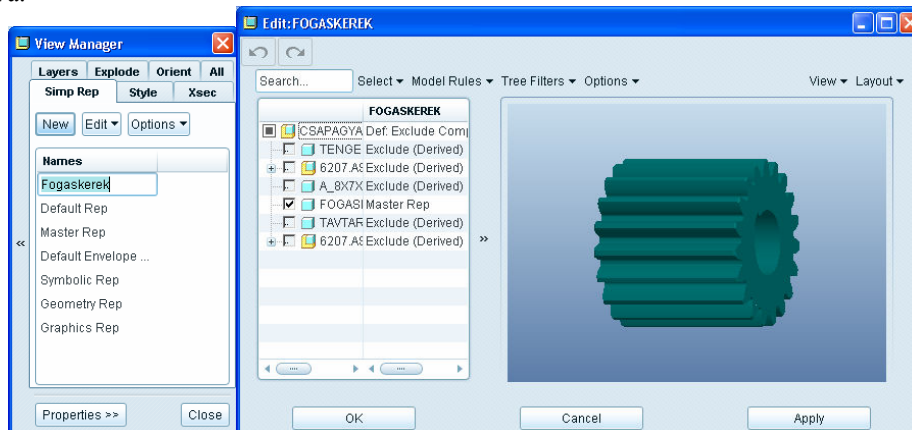 View Manager
Layers Explode Orient All
Simp Rep Style Xsec
New Edit Options
Names
Fogaskerek
Default Rep
Master Rep
Default Envelope ...
Symbolic Rep
Geometry Rep
Graphics Rep
Properties >>
Close
Edit:FOGASKEREK
Search...
Select Model Rules Tree Filters Options
View Layout
FOGASKEREK
CSAPAGYA Def: Exclude Comp
TENGE Exclude (Derived)
6207.AS Exclude (Derived)
A_8X7X Exclude (Derived)
FOGASI Master Rep
TAVTAR Exclude (Derived)
6207.AS Exclude (Derived)
OK
Cancel
Apply